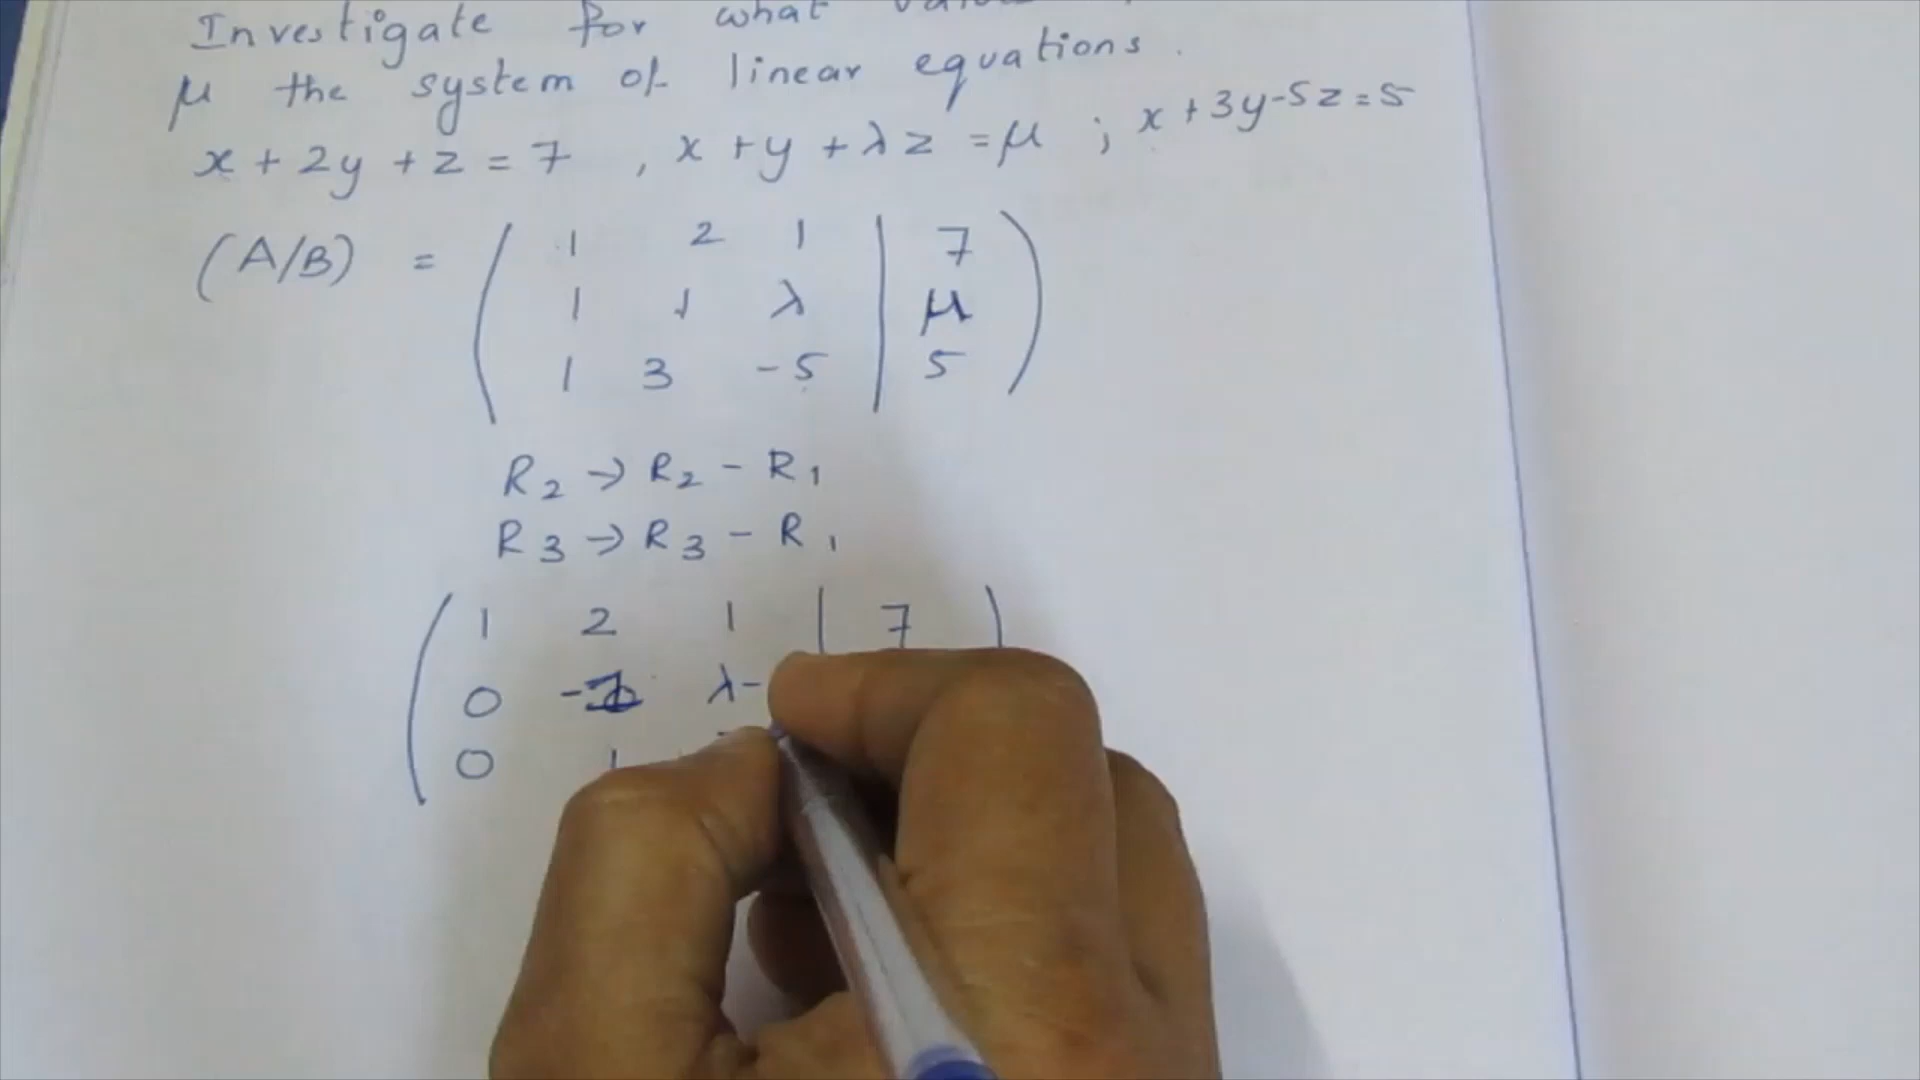 Investigate for what
μ the system of linear equations.
x + 2y + z = 7 , x + y + λz = μ ; x + 3y - 5z = 5
(A/B) = ( 1 2 1 | 7 )
1 1 λ | μ
1 3 -5 | 5
R2 → R2 - R1
R3 → R3 - R1
( 1 2 1 | 7 )
0 - λ-
0 1